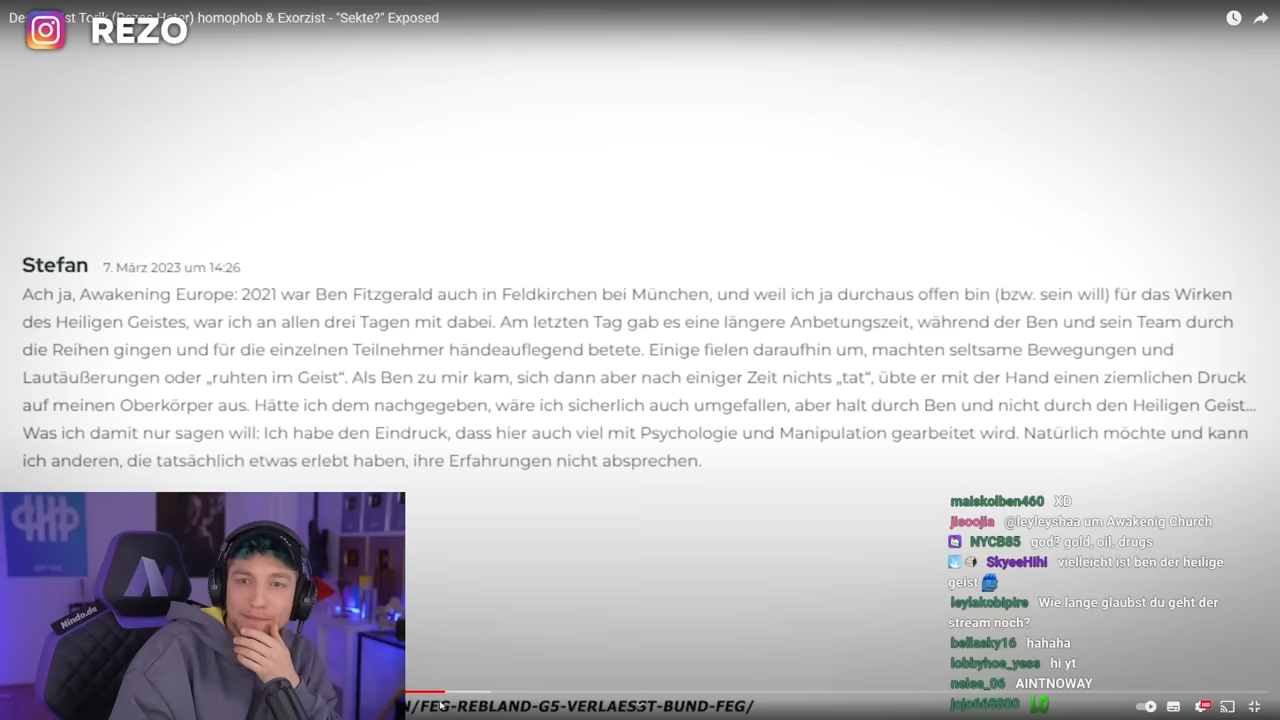 homophob & Exorzist - "Sekte?" Exposed
REZO
Stefan 7. März 2023 um 14:26
Ach ja, Awakening Europe: 2021 war Ben Fitzgerald auch in Feldkirchen bei München, und weil ich ja durchaus offen bin (bzw. sein will) für das Wirken
des Heiligen Geistes, war ich an allen drei Tagen mit dabei. Am letzten Tag gab es eine längere Anbetungszeit, während der Ben und sein Team durch
die Reihen gingen und für die einzelnen Teilnehmer händeauflegend betete. Einige fielen daraufhin um, machten seltsame Bewegungen und
Lautäußerungen oder „ruhten im Geist“. Als Ben zu mir kam, sich dann aber nach einiger Zeit nichts „tat“, übte er mit der Hand einen ziemlichen Druck
auf meinen Oberkörper aus. Hätte ich dem nachgegeben, wäre ich sicherlich auch umgefallen, aber halt durch Ben und nicht durch den Heiligen Geist...
Was ich damit nur sagen will: Ich habe den Eindruck, dass hier auch viel mit Psychologie und Manipulation gearbeitet wird. Natürlich möchte und kann
ich anderen, die tatsächlich etwas erlebt haben, ihre Erfahrungen nicht absprechen.
maiskolben460 XD
jisoojia @leyleyshaa um Awakenig Church
NYCB85 god? gold, oil, drugs
SkyeeHihi vielleicht ist ben der heilige
geist
leylakobipire Wie lange glaubst du geht der
stream noch?
bellasky16 hahaha
lobbyhoe_yess hi yt
nelea_06 AINTNOWAY
jojo668800
Nindo.de
N/FEG-REBLAND-G5-VERLAESST-BUND-FEG/